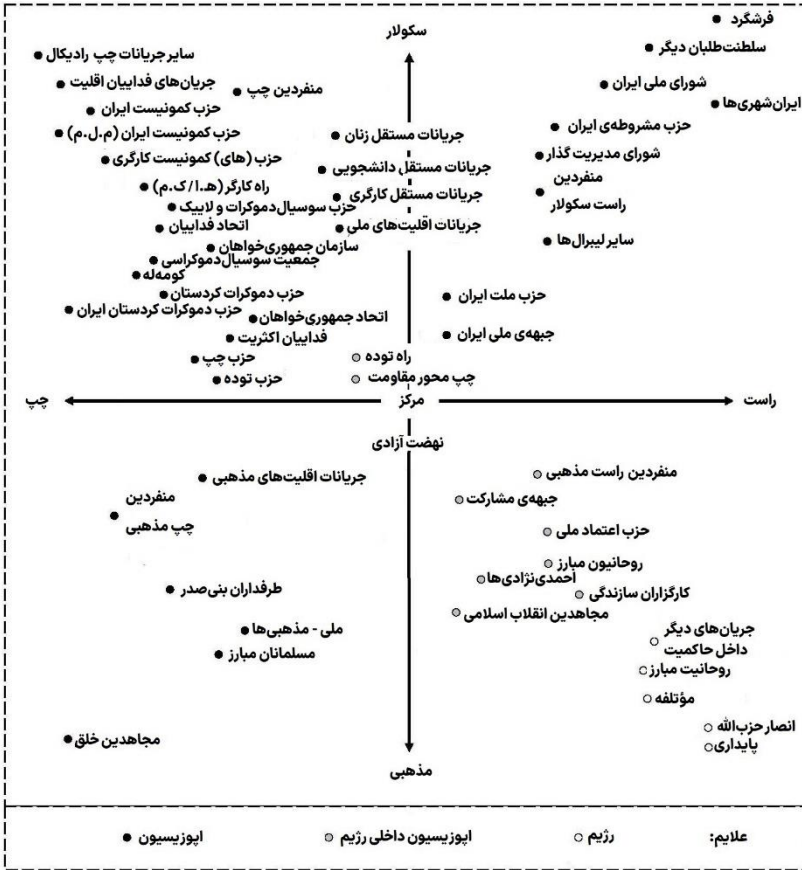 سکولار
فرشگرد
سلطنت‌طلبان دیگر
شورای ملی ایران
ایران‌شهری‌ها
حزب مشروطه‌ی ایران
شورای مدیریت گذار
منفردین
راست سکولار
سایر لیبرال‌ها
حزب ملت ایران
جبهه‌ی ملی ایران
جریانات مستقل زنان
جریانات مستقل دانشجویی
جریانات مستقل کارگری
جریانات اقلیت‌های ملی
راه توده
چپ محور مقاومت
سایر جریانات چپ رادیکال
جریان‌های فداییان اقلیت
منفردین چپ
حزب کمونیست ایران
حزب کمونیست ایران (م.ل.م)
حزب (های) کمونیست کارگری
راه کارگر (ه.ا/ک.م)
حزب سوسیال‌دموکرات و لاییک
اتحاد فداییان
سازمان جمهوری‌خواهان
جمعیت سوسیال‌دموکراسی
کومه‌له
حزب دموکرات کردستان
حزب دموکرات کردستان ایران
اتحاد جمهوری‌خواهان
فداییان اکثریت
حزب چپ
حزب توده
راست
مرکز
چپ
نهضت آزادی
منفردین راست مذهبی
جبهه‌ی مشارکت
حزب اعتماد ملی
روحانیون مبارز
احمدی‌نژادی‌ها
کارگزاران سازندگی
مجاهدین انقلاب اسلامی
جریان‌های دیگر
داخل حاکمیت
روحانیت مبارز
مؤتلفه
انصار حزب‌الله
پایداری
جریانات اقلیت‌های مذهبی
منفردین
چپ مذهبی
طرفداران بنی‌صدر
ملی - مذهبی‌ها
مسلمانان مبارز
مجاهدین خلق
مذهبی
علایم:
رژیم
اپوزیسیون داخلی رژیم
اپوزیسیون